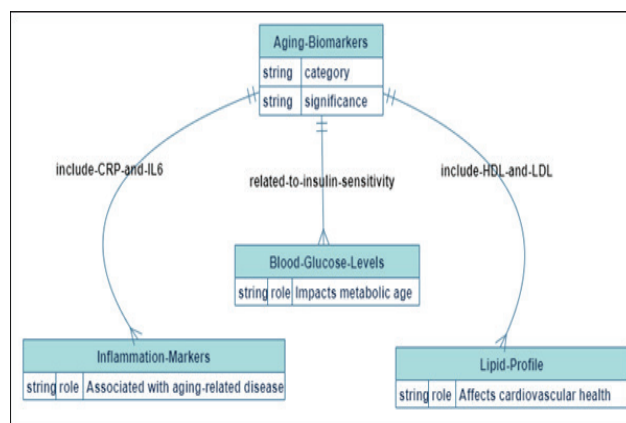 Aging-Biomarkers
string category
string significance
include-CRP-and-IL6
related-to-insulin-sensitivity
include-HDL-and-LDL
Blood-Glucose-Levels
string role Impacts metabolic age
Inflammation-Markers
string role Associated with aging-related disease
Lipid-Profile
string role Affects cardiovascular health